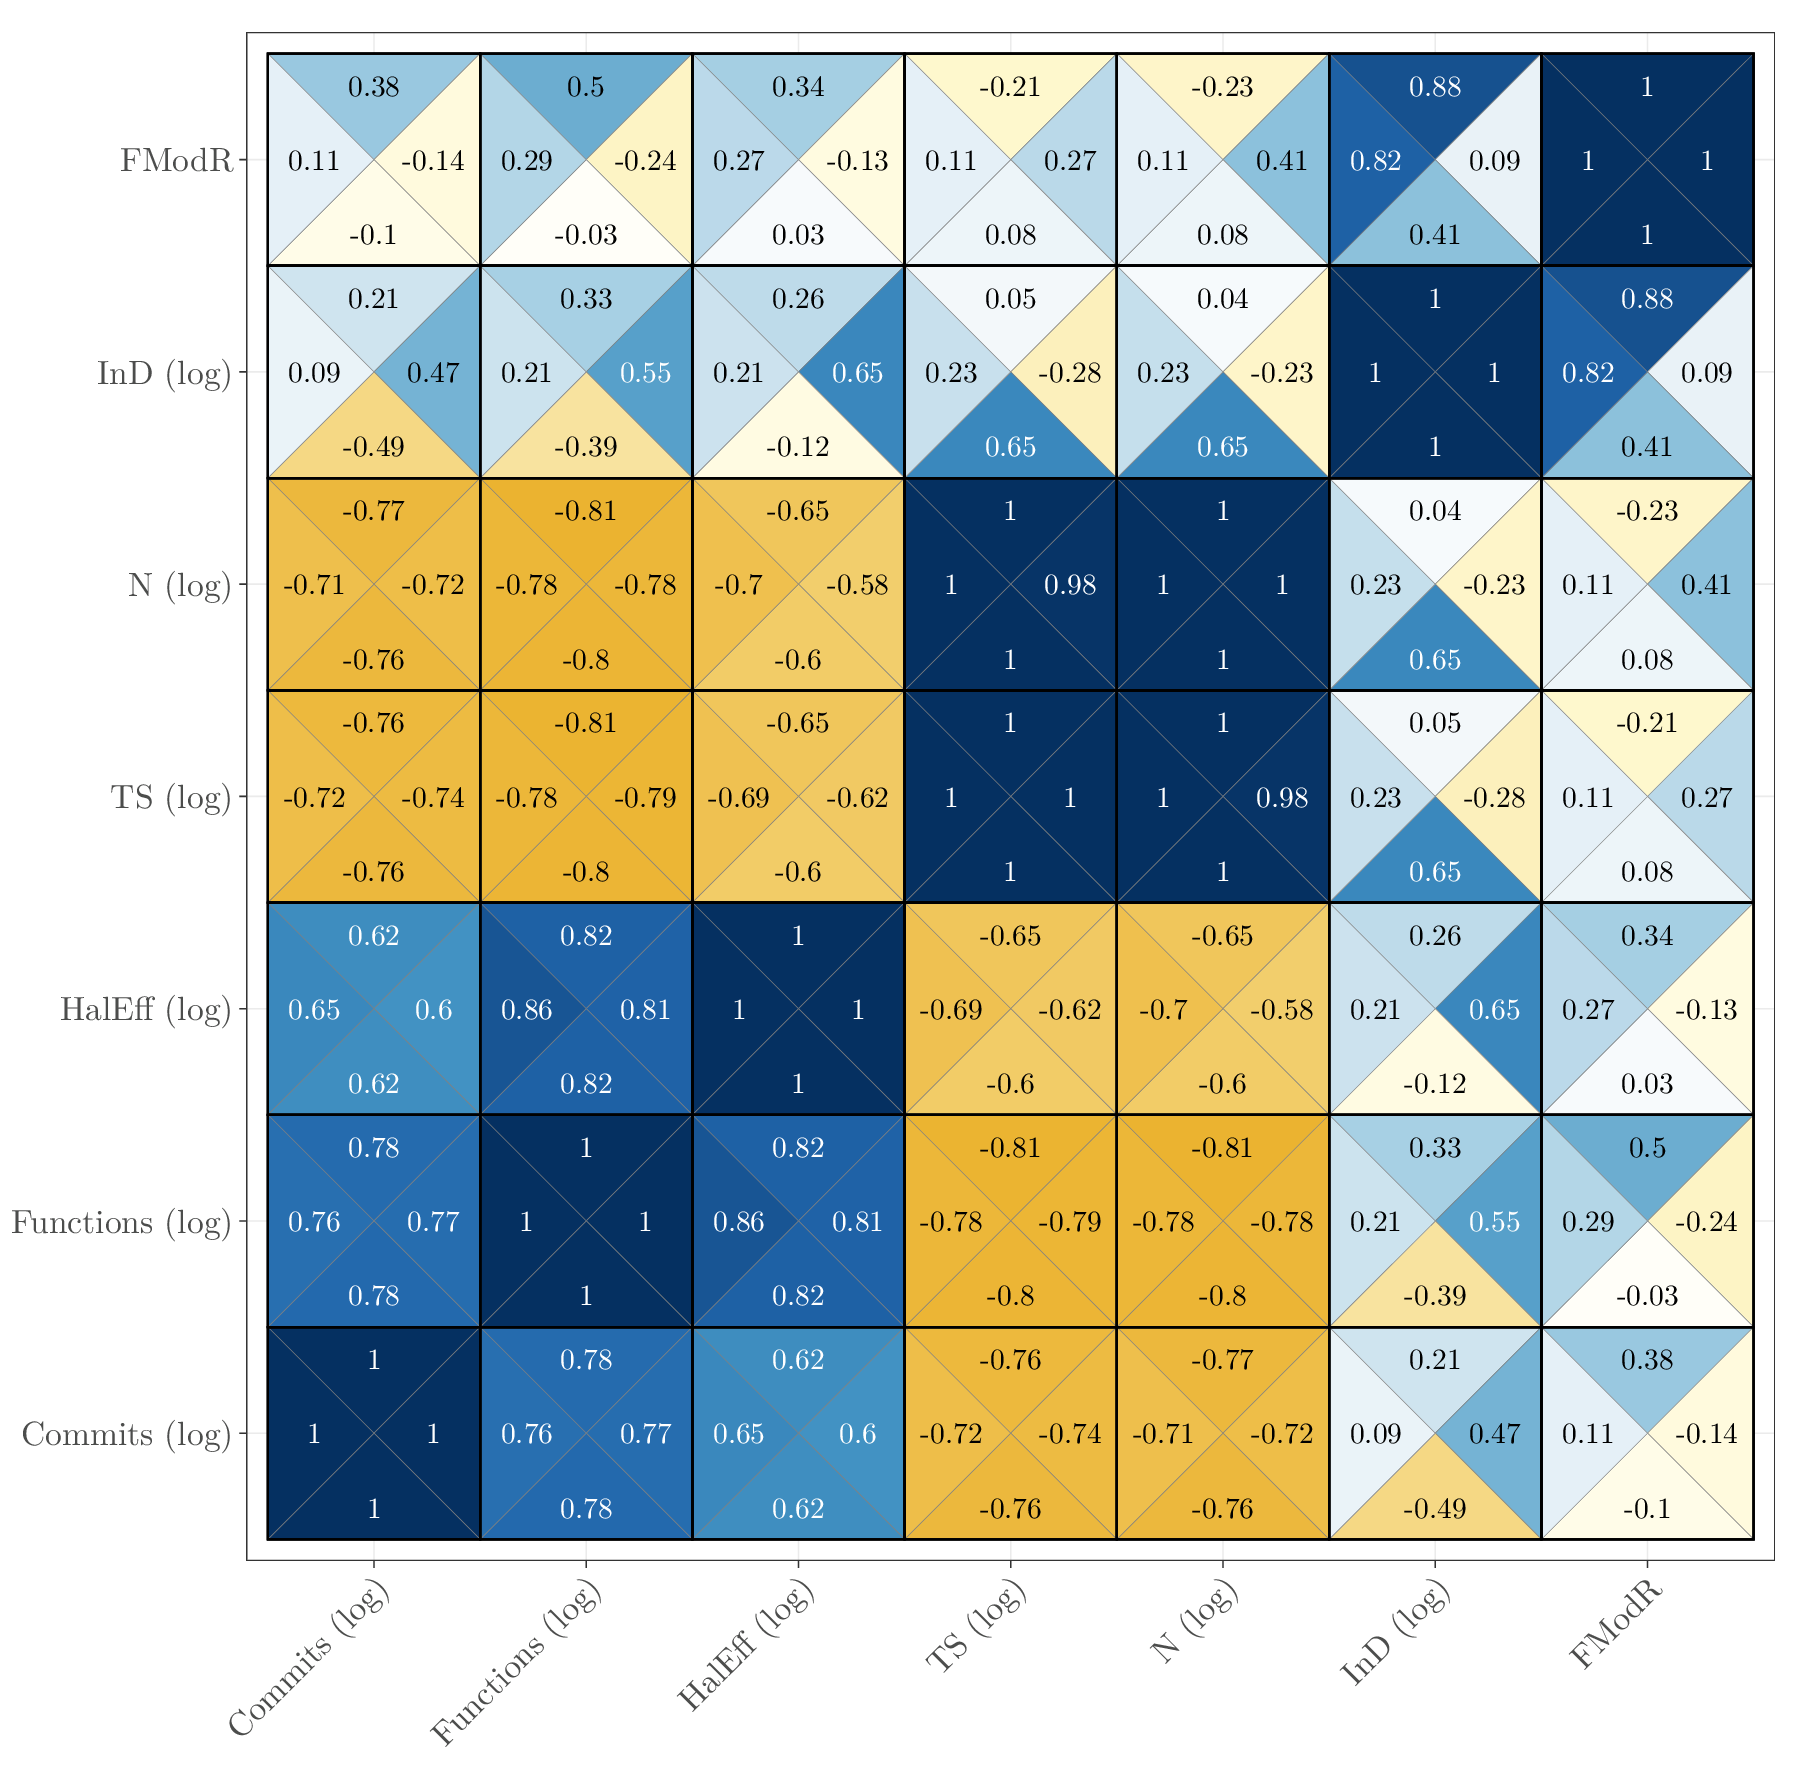 0.38 0.5 0.34 -0.21 -0.23 0.88 1
FModR 0.11 -0.14 0.29 -0.24 0.27 -0.13 0.11 0.27 0.11 0.41 0.82 0.09 1 1
-0.1 -0.03 0.03 0.08 0.08 0.41 1
0.21 0.33 0.26 0.05 0.04 1 0.88
InD (log) 0.09 0.47 0.21 0.55 0.21 0.65 0.23 -0.28 0.23 -0.23 1 1 0.82 0.09
-0.49 -0.39 -0.12 0.65 0.65 1 0.41
-0.77 -0.81 -0.65 1 1 0.04 -0.23
N (log) -0.71 -0.72 -0.78 -0.78 -0.7 -0.58 1 0.98 1 1 0.23 -0.23 0.11 0.41
-0.76 -0.8 -0.6 1 1 0.65 0.08
-0.76 -0.81 -0.65 1 1 0.05 -0.21
TS (log) -0.72 -0.74 -0.78 -0.79 -0.69 -0.62 1 1 1 0.98 0.23 -0.28 0.11 0.27
-0.76 -0.8 -0.6 1 1 0.65 0.08
0.62 0.82 1 -0.65 -0.65 0.26 0.34
HalEff (log) 0.65 0.6 0.86 0.81 1 1 -0.69 -0.62 -0.7 -0.58 0.21 0.65 0.27 -0.13
0.62 0.82 1 -0.6 -0.6 -0.12 0.03
0.78 1 0.82 -0.81 -0.81 0.33 0.5
Functions (log) 0.76 0.77 1 1 0.86 0.81 -0.78 -0.79 -0.78 -0.78 0.21 0.55 0.29 -0.24
0.78 1 0.82 -0.8 -0.8 -0.39 -0.03
1 0.78 0.62 -0.76 -0.77 0.21 0.38
Commits (log) 1 1 0.76 0.77 0.65 0.6 -0.72 -0.74 -0.71 -0.72 0.09 0.47 0.11 -0.14
1 0.78 0.62 -0.76 -0.76 -0.49 -0.1
Commits (log) Functions (log) HalEff (log) TS (log) N (log) InD (log) FModR